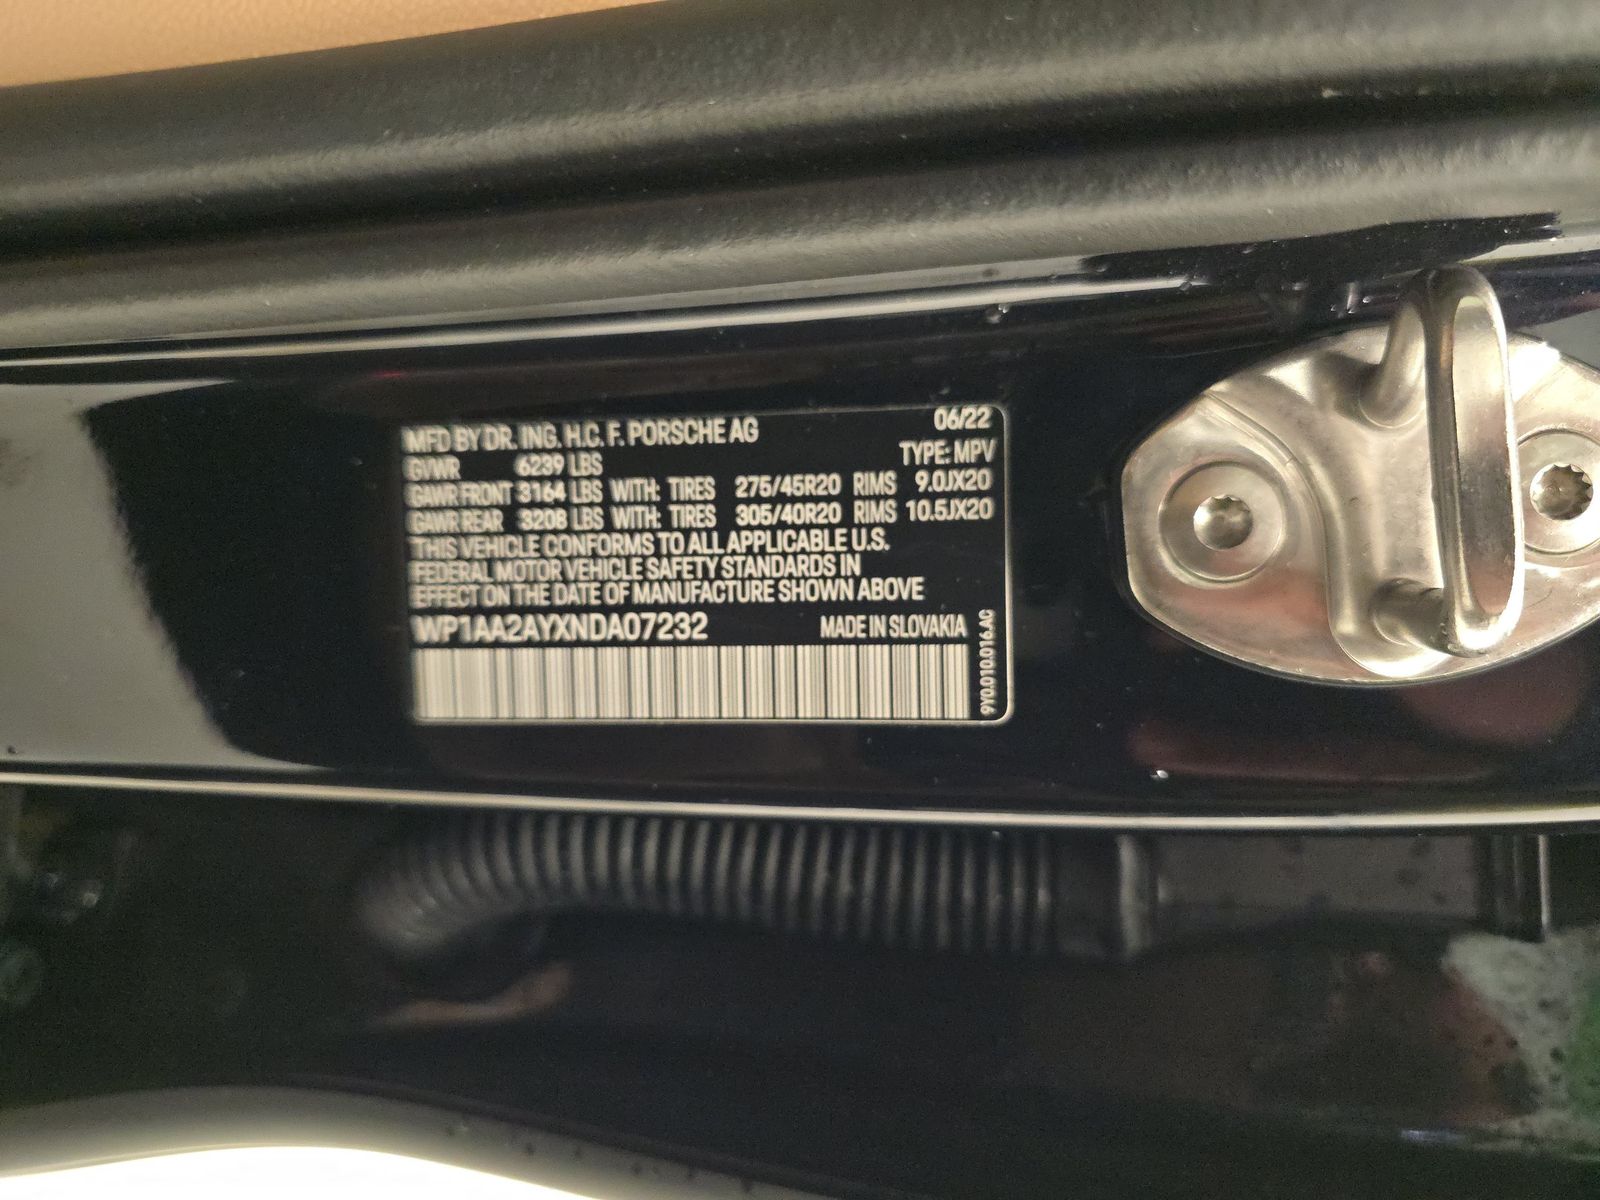 MFD BY DR. ING. H.C. F. PORSCHE AG 06/22
GVWR 6239 LBS TYPE: MPV
GAWR FRONT 3164 LBS WITH: TIRES 275/45R20 RIMS 9.0JX20
GAWR REAR 3208 LBS WITH: TIRES 305/40R20 RIMS 10.5JX20
THIS VEHICLE CONFORMS TO ALL APPLICABLE U.S.
FEDERAL MOTOR VEHICLE SAFETY STANDARDS IN
EFFECT ON THE DATE OF MANUFACTURE SHOWN ABOVE
WP1AA2AYXNDA07232 MADE IN SLOVAKIA
9Y0.010.016.AC